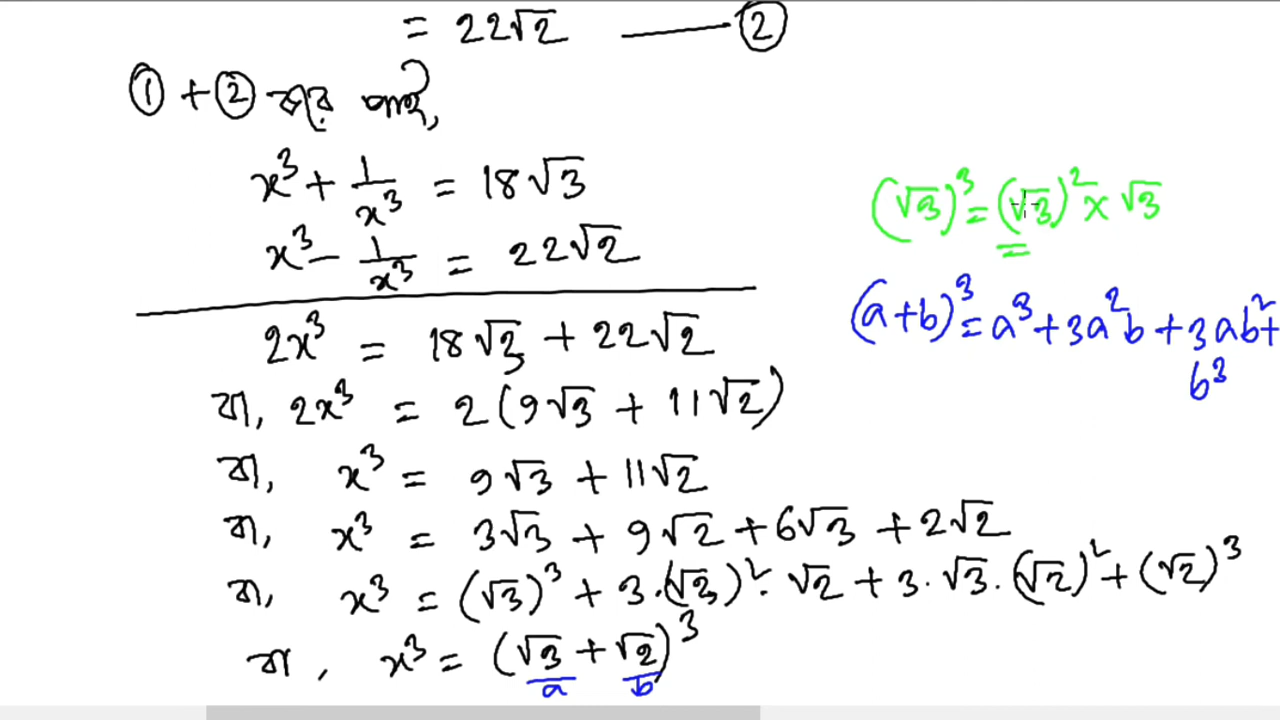 = 22√2 —— ②
① + ② করে পাই,
x³ + 1/x³ = 18√3
x³ - 1/x³ = 22√2
2x³ = 18√3 + 22√2
বা, 2x³ = 2(9√3 + 11√2)
বা, x³ = 9√3 + 11√2
বা, x³ = 3√3 + 9√2 + 6√3 + 2√2
বা, x³ = (√3)³ + 3·(√3)²·√2 + 3·√3·(√2)² + (√2)³
বা, x³ = (√3 + √2)³
a b
(√3)³ = (√3)² × √3
=
(a+b)³ = a³ + 3a²b + 3ab² +
b³